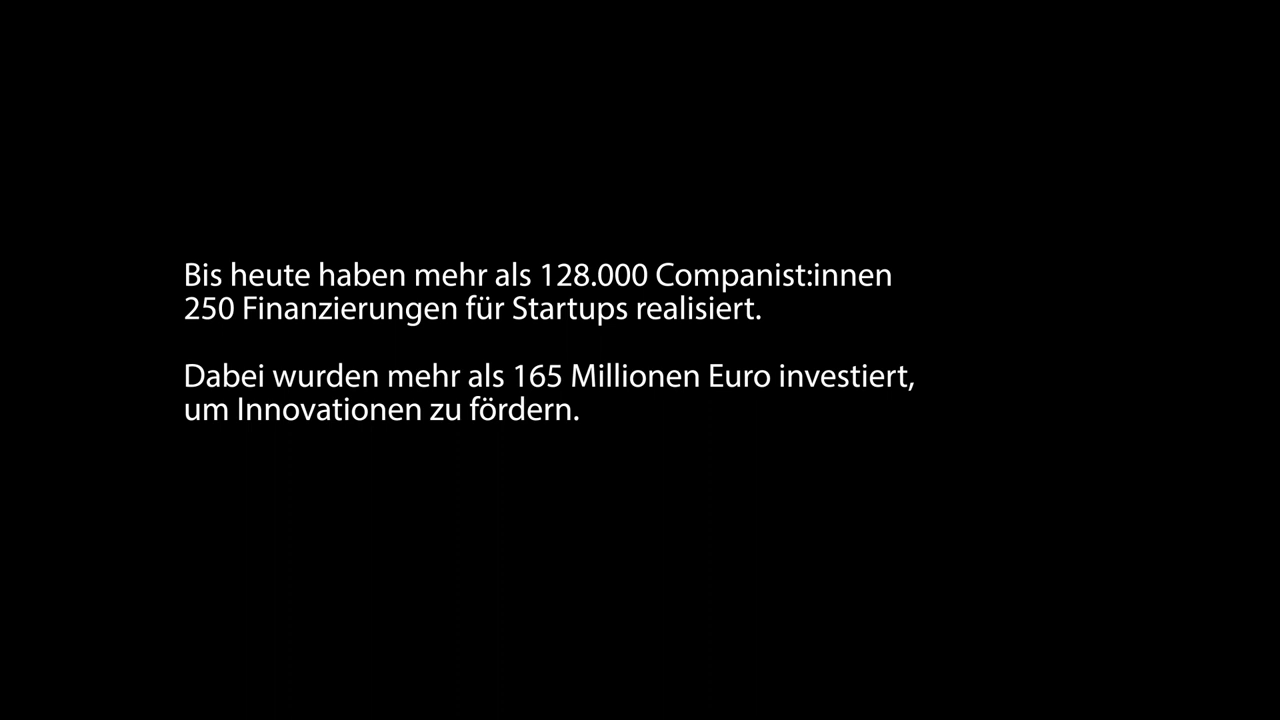 Bis heute haben mehr als 128.000 Companist:innen
250 Finanzierungen für Startups realisiert.
Dabei wurden mehr als 165 Millionen Euro investiert,
um Innovationen zu fördern.